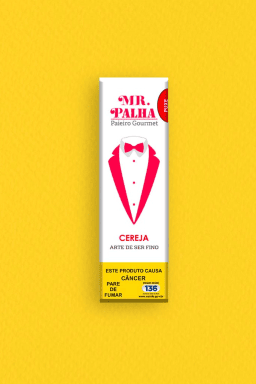 MR.
PALHA
Paieiro Gourmet
CEREJA
ARTE DE SER FINO
ESTE PRODUTO CAUSA
CÂNCER
PARE
DE
FUMAR
136